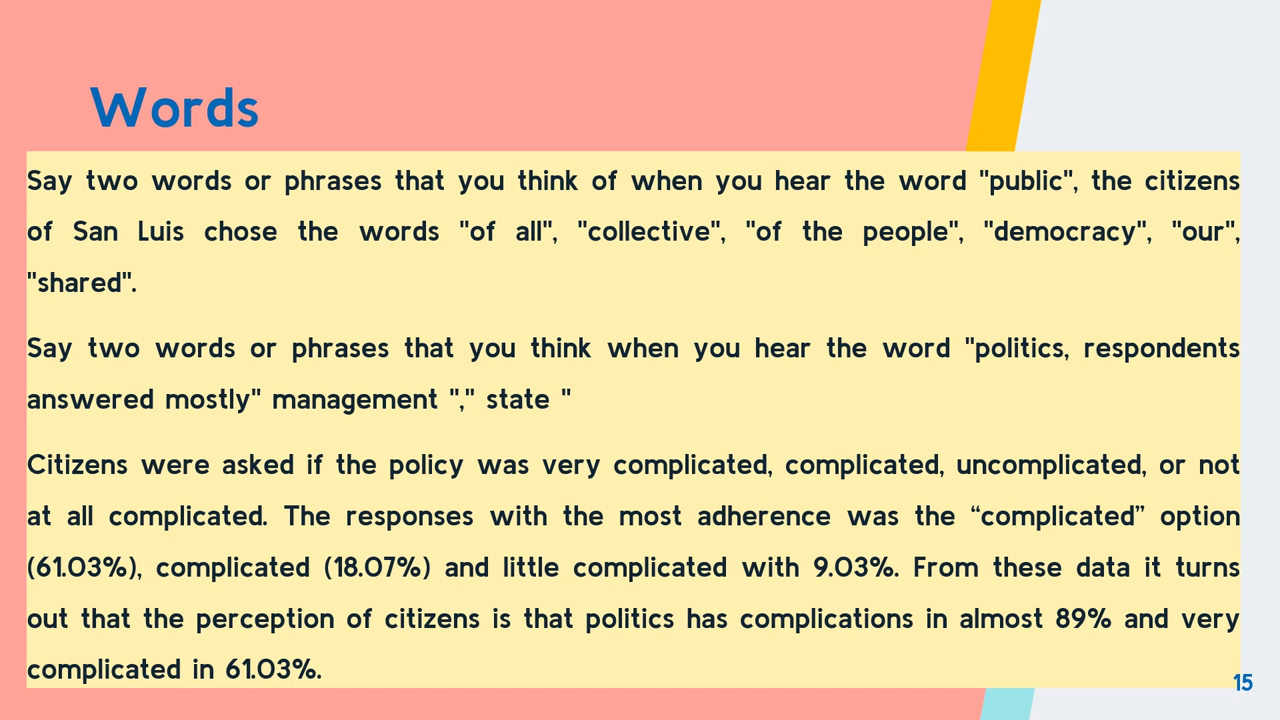 Words
Say two words or phrases that you think of when you hear the word "public", the citizens
of San Luis chose the words "of all", "collective", "of the people", "democracy", "our",
"shared".
Say two words or phrases that you think when you hear the word "politics, respondents
answered mostly" management "," state "
Citizens were asked if the policy was very complicated, complicated, uncomplicated, or not
at all complicated. The responses with the most adherence was the “complicated” option
(61.03%), complicated (18.07%) and little complicated with 9.03%. From these data it turns
out that the perception of citizens is that politics has complications in almost 89% and very
complicated in 61.03%.
15